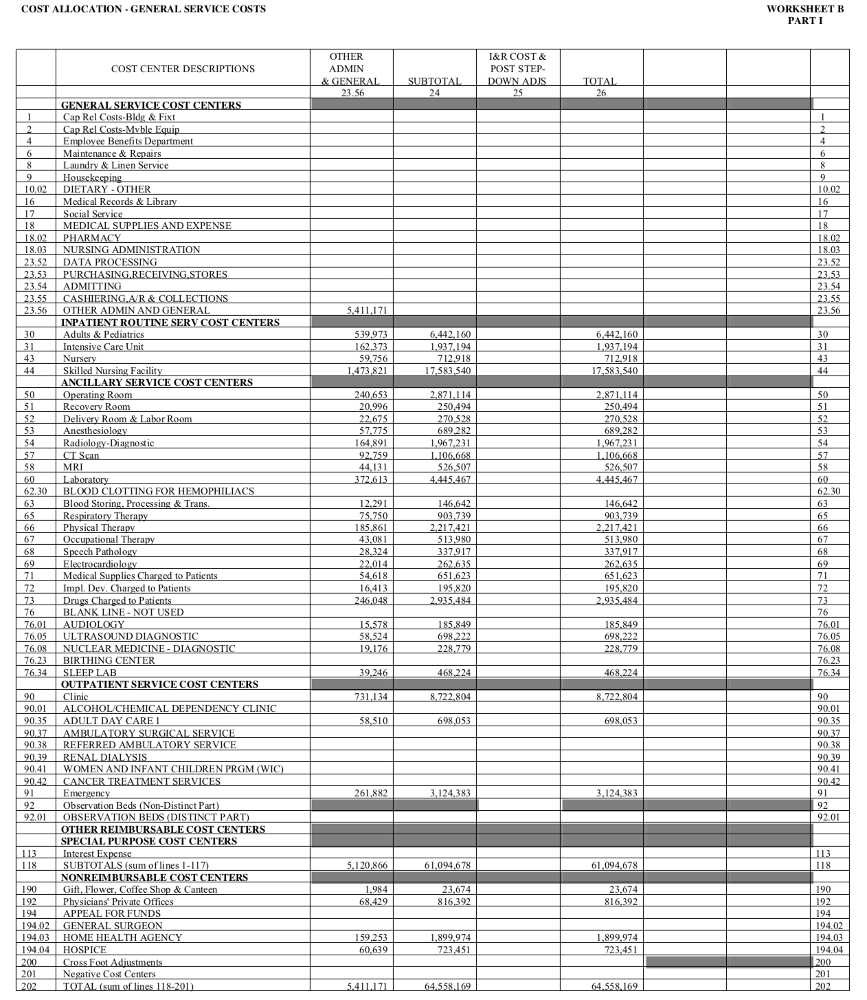 COST ALLOCATION - GENERAL SERVICE COSTS WORKSHEET B
PART I
COST CENTER DESCRIPTIONS OTHER ADMIN & GENERAL SUBTOTAL I&R COST & POST STEP-DOWN ADJS TOTAL
23.56 24 25 26
GENERAL SERVICE COST CENTERS
1 Cap Rel Costs-Bldg & Fixt 1
2 Cap Rel Costs-Mvble Equip 2
4 Employee Benefits Department 4
6 Maintenance & Repairs 6
8 Laundry & Linen Service 8
9 Housekeeping 9
10.02 DIETARY - OTHER 10.02
16 Medical Records & Library 16
17 Social Service 17
18 MEDICAL SUPPLIES AND EXPENSE 18
18.02 PHARMACY 18.02
18.03 NURSING ADMINISTRATION 18.03
23.52 DATA PROCESSING 23.52
23.53 PURCHASING,RECEIVING,STORES 23.53
23.54 ADMITTING 23.54
23.55 CASHIERING,A/R & COLLECTIONS 23.55
23.56 OTHER ADMIN AND GENERAL 5,411,171 23.56
INPATIENT ROUTINE SERV COST CENTERS
30 Adults & Pediatrics 539,973 6,442,160 6,442,160 30
31 Intensive Care Unit 162,373 1,937,194 1,937,194 31
43 Nursery 59,756 712,918 712,918 43
44 Skilled Nursing Facility 1,473,821 17,583,540 17,583,540 44
ANCILLARY SERVICE COST CENTERS
50 Operating Room 240,653 2,871,114 2,871,114 50
51 Recovery Room 20,996 250,494 250,494 51
52 Delivery Room & Labor Room 22,675 270,528 270,528 52
53 Anesthesiology 57,775 689,282 689,282 53
54 Radiology-Diagnostic 164,891 1,967,231 1,967,231 54
57 CT Scan 92,759 1,106,668 1,106,668 57
58 MRI 44,131 526,507 526,507 58
60 Laboratory 372,613 4,445,467 4,445,467 60
62.30 BLOOD CLOTTING FOR HEMOPHILIACS 62.30
63 Blood Storing, Processing & Trans. 12,291 146,642 146,642 63
65 Respiratory Therapy 75,750 903,739 903,739 65
66 Physical Therapy 185,861 2,217,421 2,217,421 66
67 Occupational Therapy 43,081 513,980 513,980 67
68 Speech Pathology 28,324 337,917 337,917 68
69 Electrocardiology 22,014 262,635 262,635 69
71 Medical Supplies Charged to Patients 54,618 651,623 651,623 71
72 Impl. Dev. Charged to Patients 16,413 195,820 195,820 72
73 Drugs Charged to Patients 246,048 2,935,484 2,935,484 73
76 BLANK LINE - NOT USED 76
76.01 AUDIOLOGY 15,578 185,849 185,849 76.01
76.05 ULTRASOUND DIAGNOSTIC 58,524 698,222 698,222 76.05
76.08 NUCLEAR MEDICINE - DIAGNOSTIC 19,176 228,779 228,779 76.08
76.23 BIRTHING CENTER 76.23
76.34 SLEEP LAB 39,246 468,224 468,224 76.34
OUTPATIENT SERVICE COST CENTERS
90 Clinic 731,134 8,722,804 8,722,804 90
90.01 ALCOHOL/CHEMICAL DEPENDENCY CLINIC 90.01
90.35 ADULT DAY CARE 1 58,510 698,053 698,053 90.35
90.37 AMBULATORY SURGICAL SERVICE 90.37
90.38 REFERRED AMBULATORY SERVICE 90.38
90.39 RENAL DIALYSIS 90.39
90.41 WOMEN AND INFANT CHILDREN PRGM (WIC) 90.41
90.42 CANCER TREATMENT SERVICES 90.42
91 Emergency 261,882 3,124,383 3,124,383 91
92 Observation Beds (Non-Distinct Part) 92
92.01 OBSERVATION BEDS (DISTINCT PART) 92.01
OTHER REIMBURSABLE COST CENTERS
SPECIAL PURPOSE COST CENTERS
113 Interest Expense 113
118 SUBTOTALS (sum of lines 1-117) 5,120,866 61,094,678 61,094,678 118
NONREIMBURSABLE COST CENTERS
190 Gift, Flower, Coffee Shop & Canteen 1,984 23,674 23,674 190
192 Physicians' Private Offices 68,429 816,392 816,392 192
194 APPEAL FOR FUNDS 194
194.02 GENERAL SURGEON 194.02
194.03 HOME HEALTH AGENCY 159,253 1,899,974 1,899,974 194.03
194.04 HOSPICE 60,639 723,451 723,451 194.04
200 Cross Foot Adjustments 200
201 Negative Cost Centers 201
202 TOTAL (sum of lines 118-201) 5,411,171 64,558,169 64,558,169 202